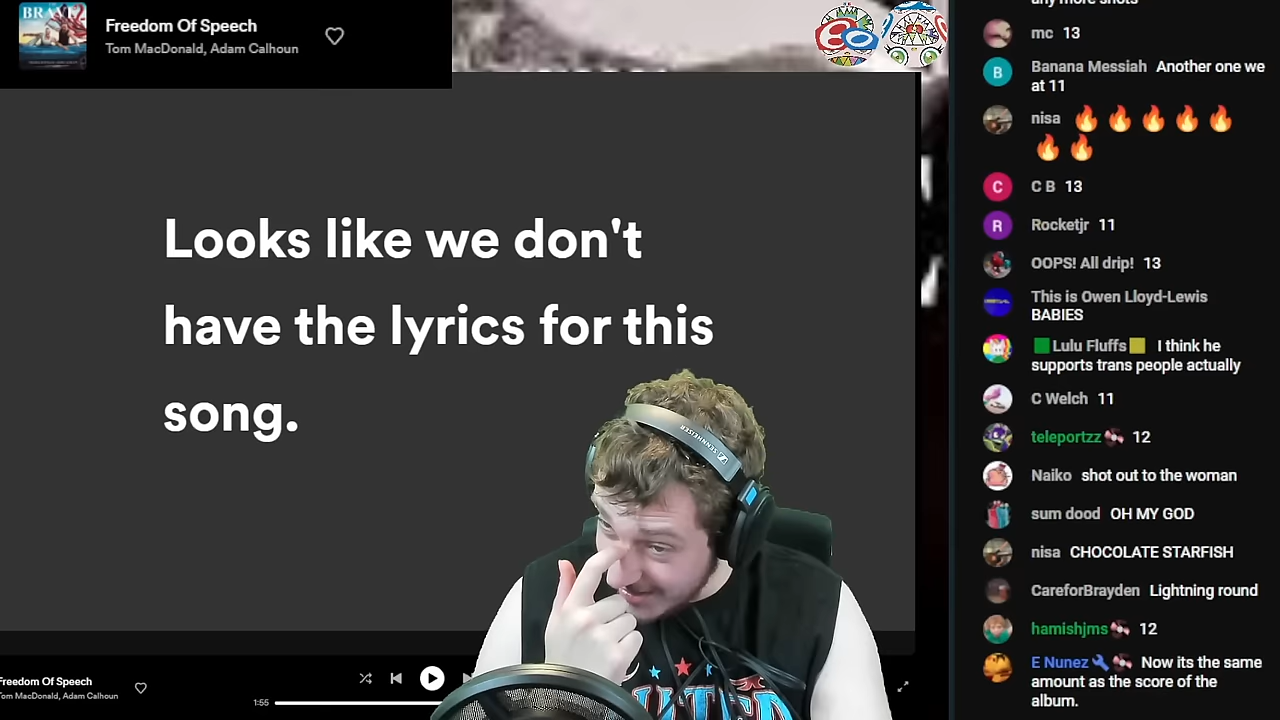 BRAVE
Freedom Of Speech
Tom MacDonald, Adam Calhoun
Looks like we don't
have the lyrics for this
song.
SENNHEISER
Freedom Of Speech
Tom MacDonald, Adam Calhoun
1:55
any more shots
mc 13
B
Banana Messiah Another one we
at 11
nisa 🔥 🔥 🔥 🔥 🔥
🔥 🔥
C
C B 13
R
Rocketjr 11
OOPS! All drip! 13
This is Owen Lloyd-Lewis
BABIES
🟩Lulu Fluffs🟨 I think he
supports trans people actually
C Welch 11
teleportzz🍬 12
Naiko shot out to the woman
sum dood OH MY GOD
nisa CHOCOLATE STARFISH
CareforBrayden Lightning round
hamishjms🍬 12
E Nunez🔧🍬 Now its the same
amount as the score of the
album.